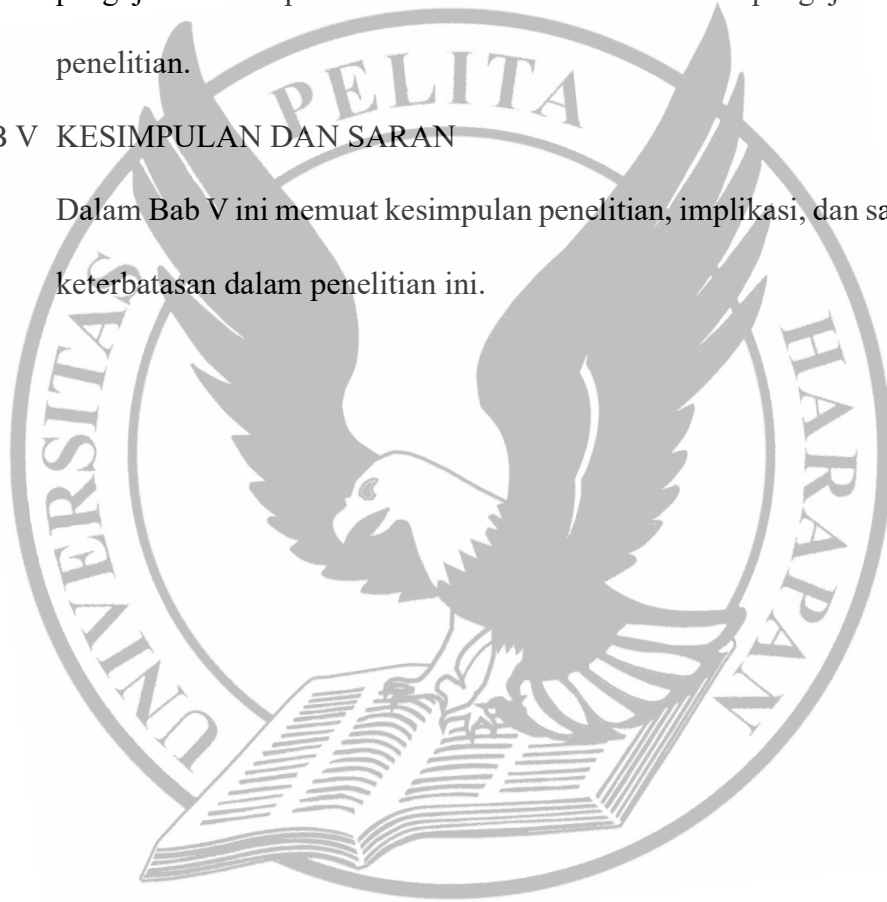 penelitian.
V KESIMPULAN DAN SARAN
Dalam Bab V ini memuat kesimpulan penelitian, implikasi, dan
keterbatasan dalam penelitian ini.
UNIVERSITAS PELITA HARAPAN